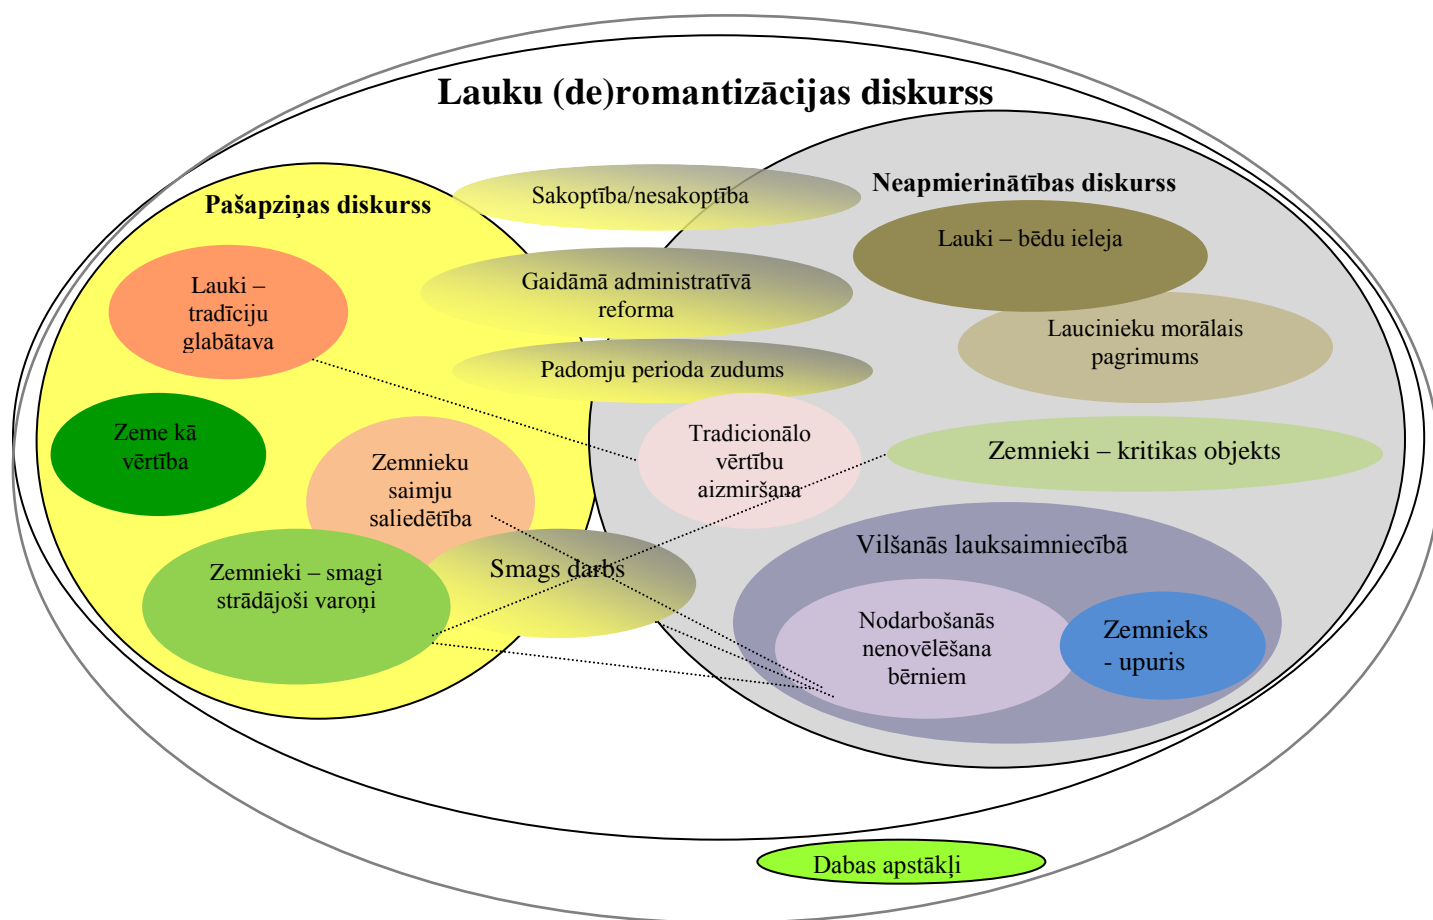 Lauku (de)romantizācijas diskurss
Pašapziņas diskurss
Sakoptība/nesakoptība
Neapmierinātības diskurss
Lauki – bēdu ieleja
Lauki –
tradīciju
glabātava
Gaidāmā administratīvā
reforma
Laucinieku morālais
pagrimums
Padomju perioda zudums
Zeme kā
vērtība
Zemnieku
saimju
saliedētība
Tradicionālo
vērtību
aizmiršana
Zemnieki – kritikas objekts
Zemnieki – smagi
strādājoši varoņi
Smags darbs
Vilšanās lauksaimniecībā
Nodarbošanās
nenovēlēšana
bērniem
Zemnieks
- upuris
Dabas apstākļi